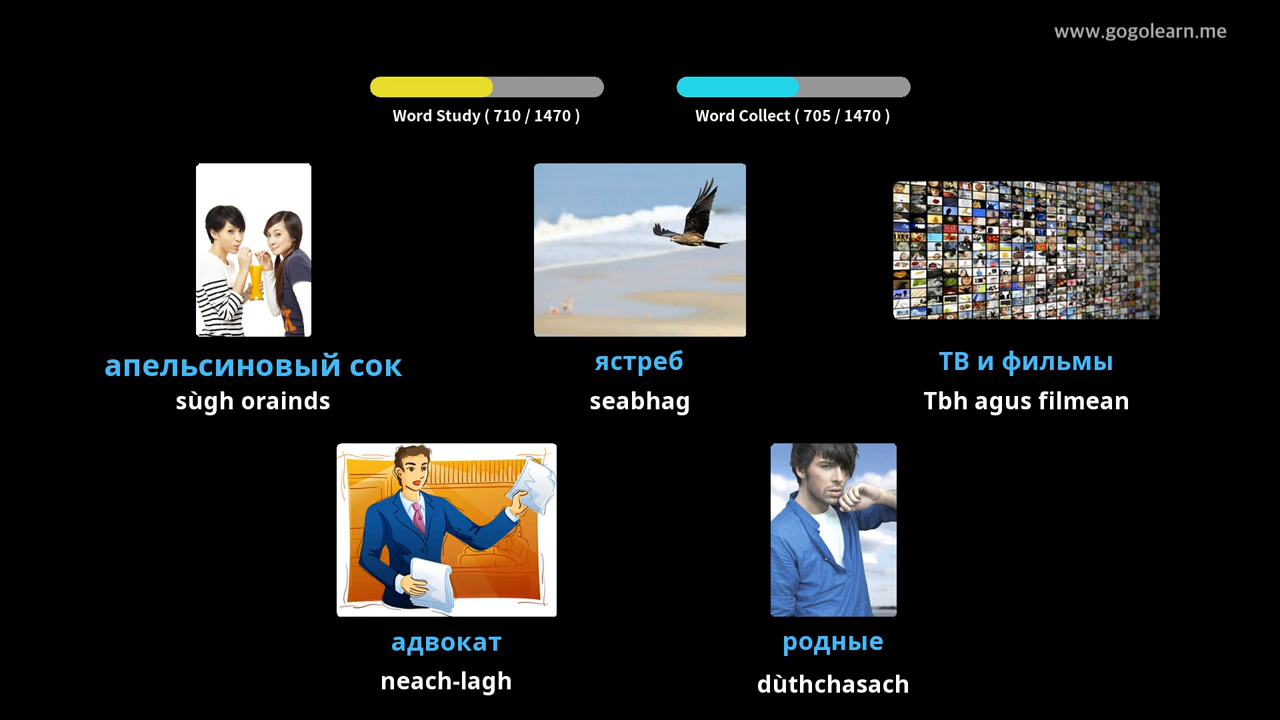 www.gogolearn.me
Word Study ( 710 / 1470 )
Word Collect ( 705 / 1470 )
апельсиновый сок
sùgh orainds
ястреб
seabhag
ТВ и фильмы
Tbh agus filmean
адвокат
neach-lagh
родные
dùthchasach